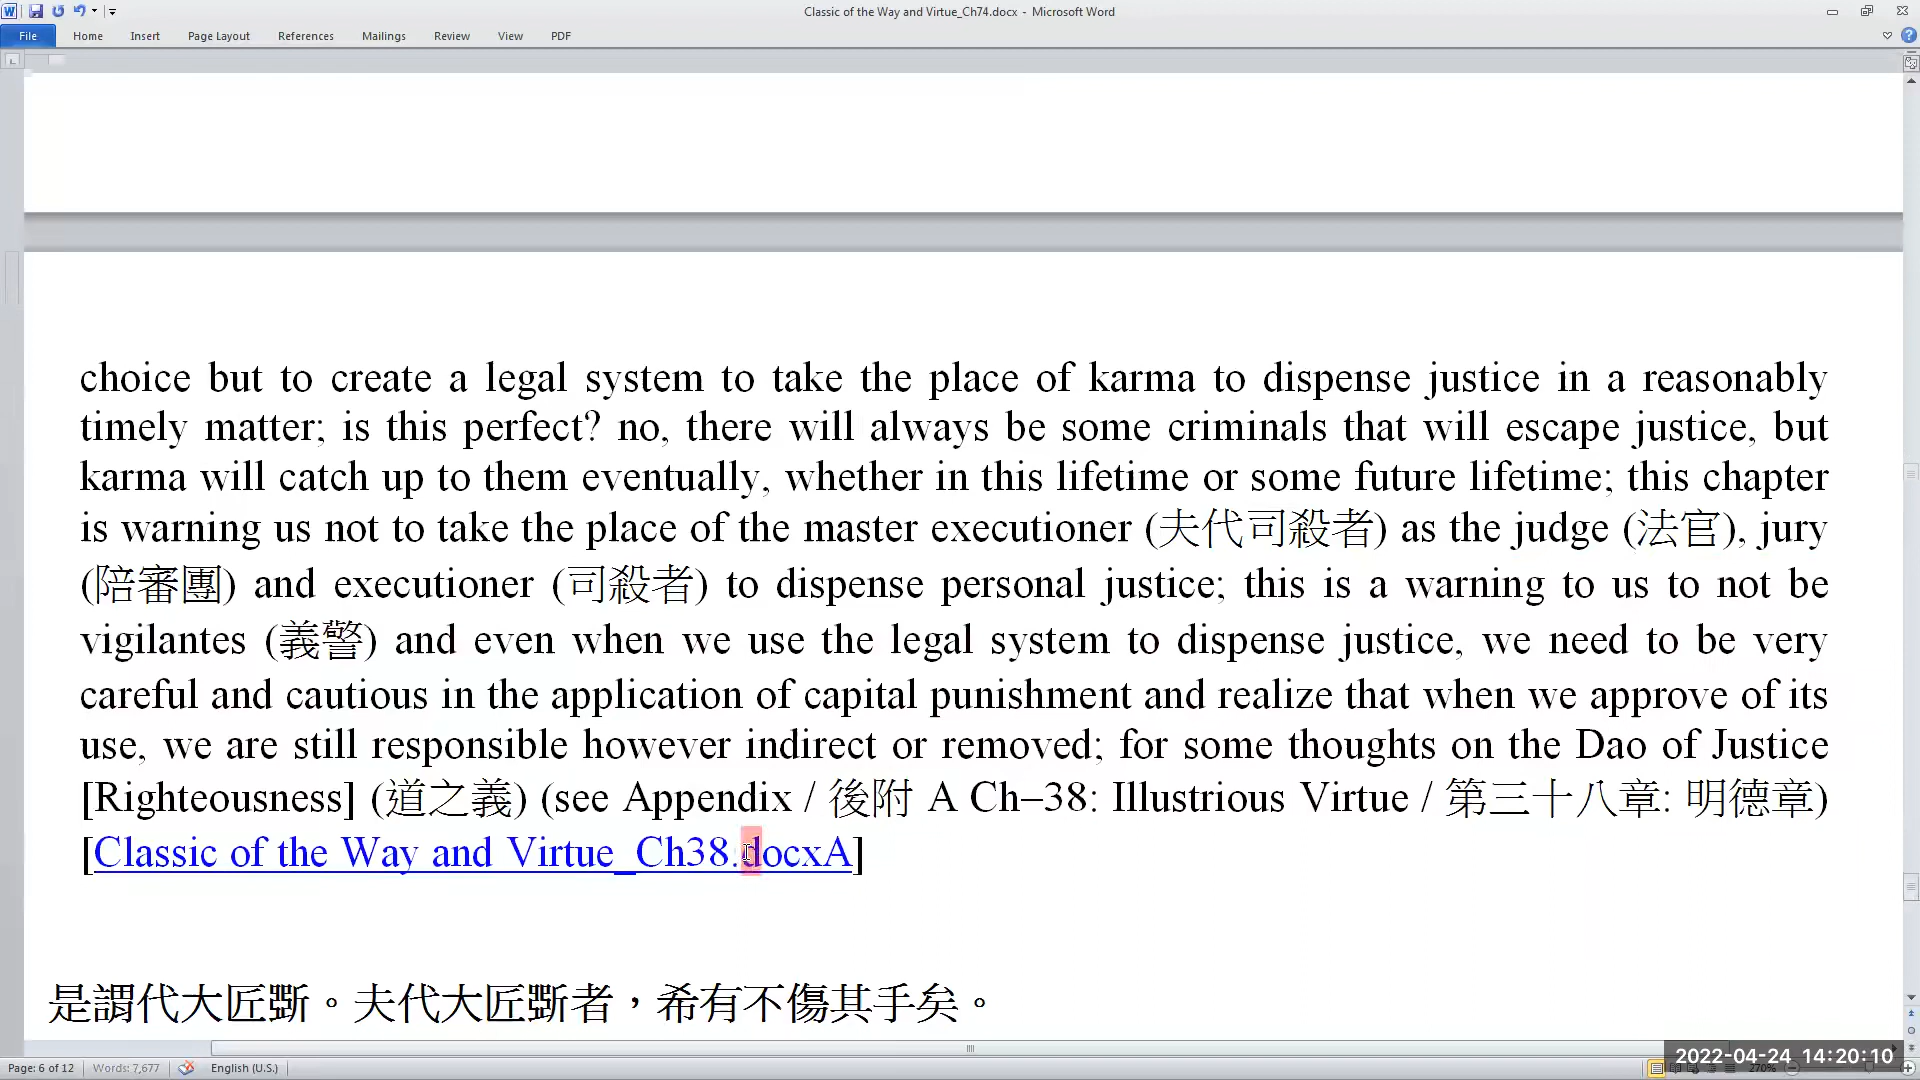 Classic of the Way and Virtue_Ch74.docx - Microsoft Word
File Home Insert Page Layout References Mailings Review View PDF
choice but to create a legal system to take the place of karma to dispense justice in a reasonably
timely matter; is this perfect? no, there will always be some criminals that will escape justice, but
karma will catch up to them eventually, whether in this lifetime or some future lifetime; this chapter
is warning us not to take the place of the master executioner (夫代司殺者) as the judge (法官), jury
(陪審團) and executioner (司殺者) to dispense personal justice; this is a warning to us to not be
vigilantes (義警) and even when we use the legal system to dispense justice, we need to be very
careful and cautious in the application of capital punishment and realize that when we approve of its
use, we are still responsible however indirect or removed; for some thoughts on the Dao of Justice
[Righteousness] (道之義) (see Appendix / 後附 A Ch–38: Illustrious Virtue / 第三十八章: 明德章)
[Classic of the Way and Virtue_Ch38.docxA]
是謂代大匠斲。夫代大匠斲者，希有不傷其手矣。
Page: 6 of 12 Words: 7,677 English (U.S.) 270%
2022-04-24 14:20:10